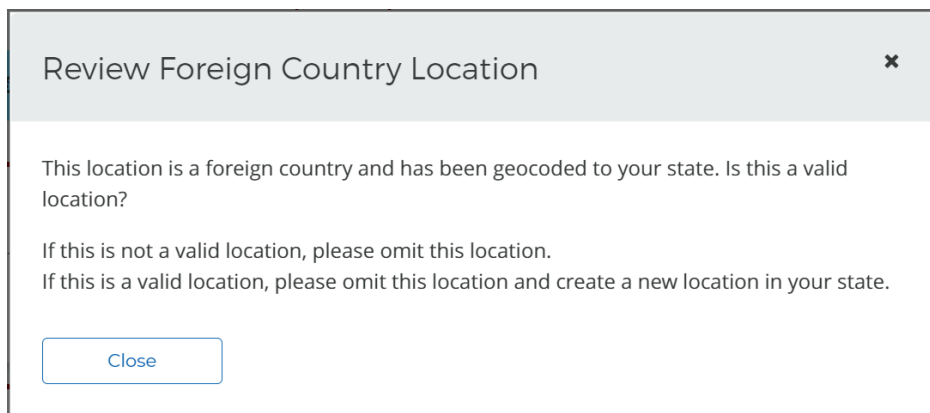 Review Foreign Country Location
This location is a foreign country and has been geocoded to your state. Is this a valid
location?
If this is not a valid location, please omit this location.
If this is a valid location, please omit this location and create a new location in your state.
Close